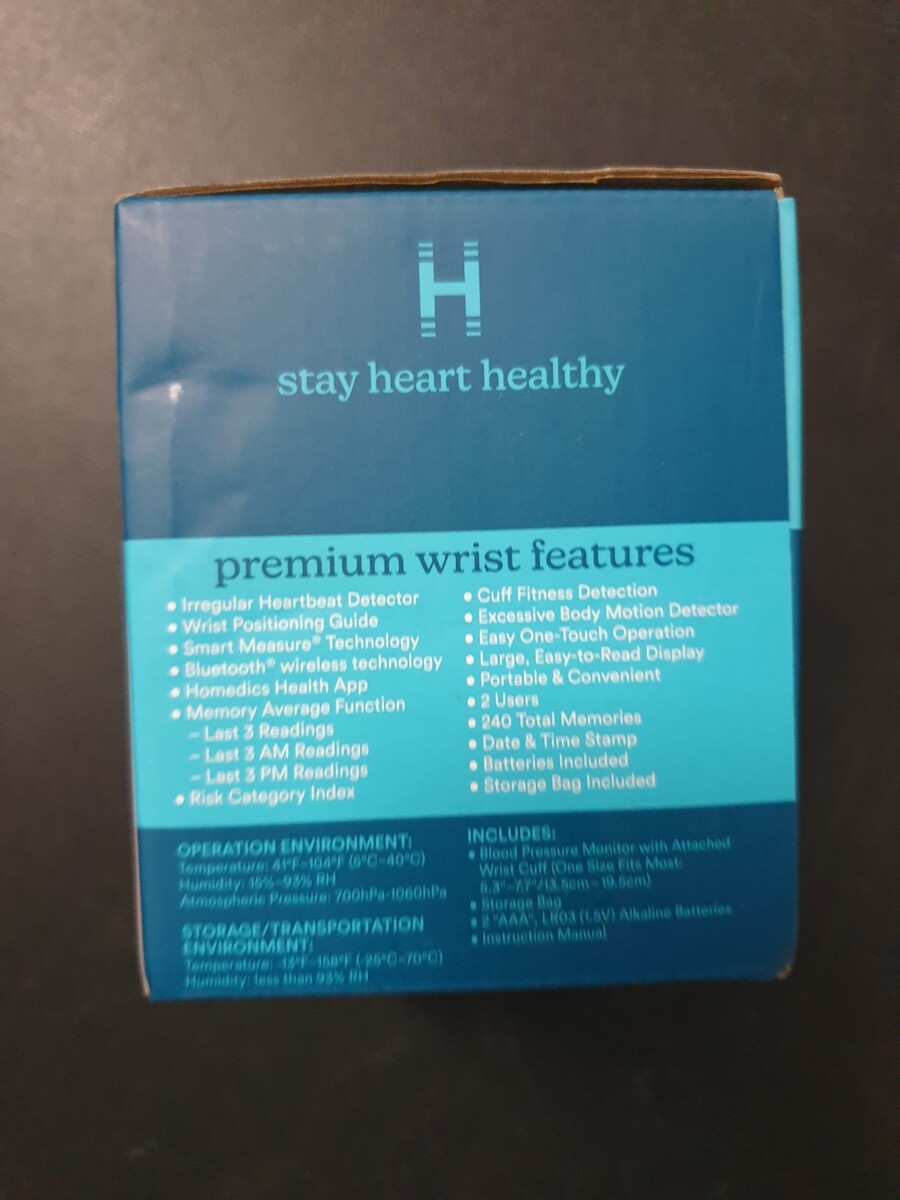 H
stay heart healthy
premium wrist features
• Irregular Heartbeat Detector
• Wrist Positioning Guide
• Smart Measure® Technology
• Bluetooth® wireless technology
• Homedics Health App
• Memory Average Function
– Last 3 Readings
– Last 3 AM Readings
– Last 3 PM Readings
• Risk Category Index
• Cuff Fitness Detection
• Excessive Body Motion Detector
• Easy One-Touch Operation
• Large, Easy-to-Read Display
• Portable & Convenient
• 2 Users
• 240 Total Memories
• Date & Time Stamp
• Batteries Included
• Storage Bag Included
OPERATION ENVIRONMENT:
Temperature: 41°F–104°F (5°C–40°C)
Humidity: 15%–93% RH
Atmospheric Pressure: 700hPa-1060hPa
STORAGE/TRANSPORTATION
ENVIRONMENT:
Temperature: -13°F–158°F (-25°C–70°C)
Humidity: less than 93% RH
INCLUDES:
• Blood Pressure Monitor with Attached
Wrist Cuff (One Size Fits Most:
5.3"–7.7"/13.5cm – 19.5cm)
• Storage Bag
• 2 "AAA", LR03 (1.5V) Alkaline Batteries
• Instruction Manual